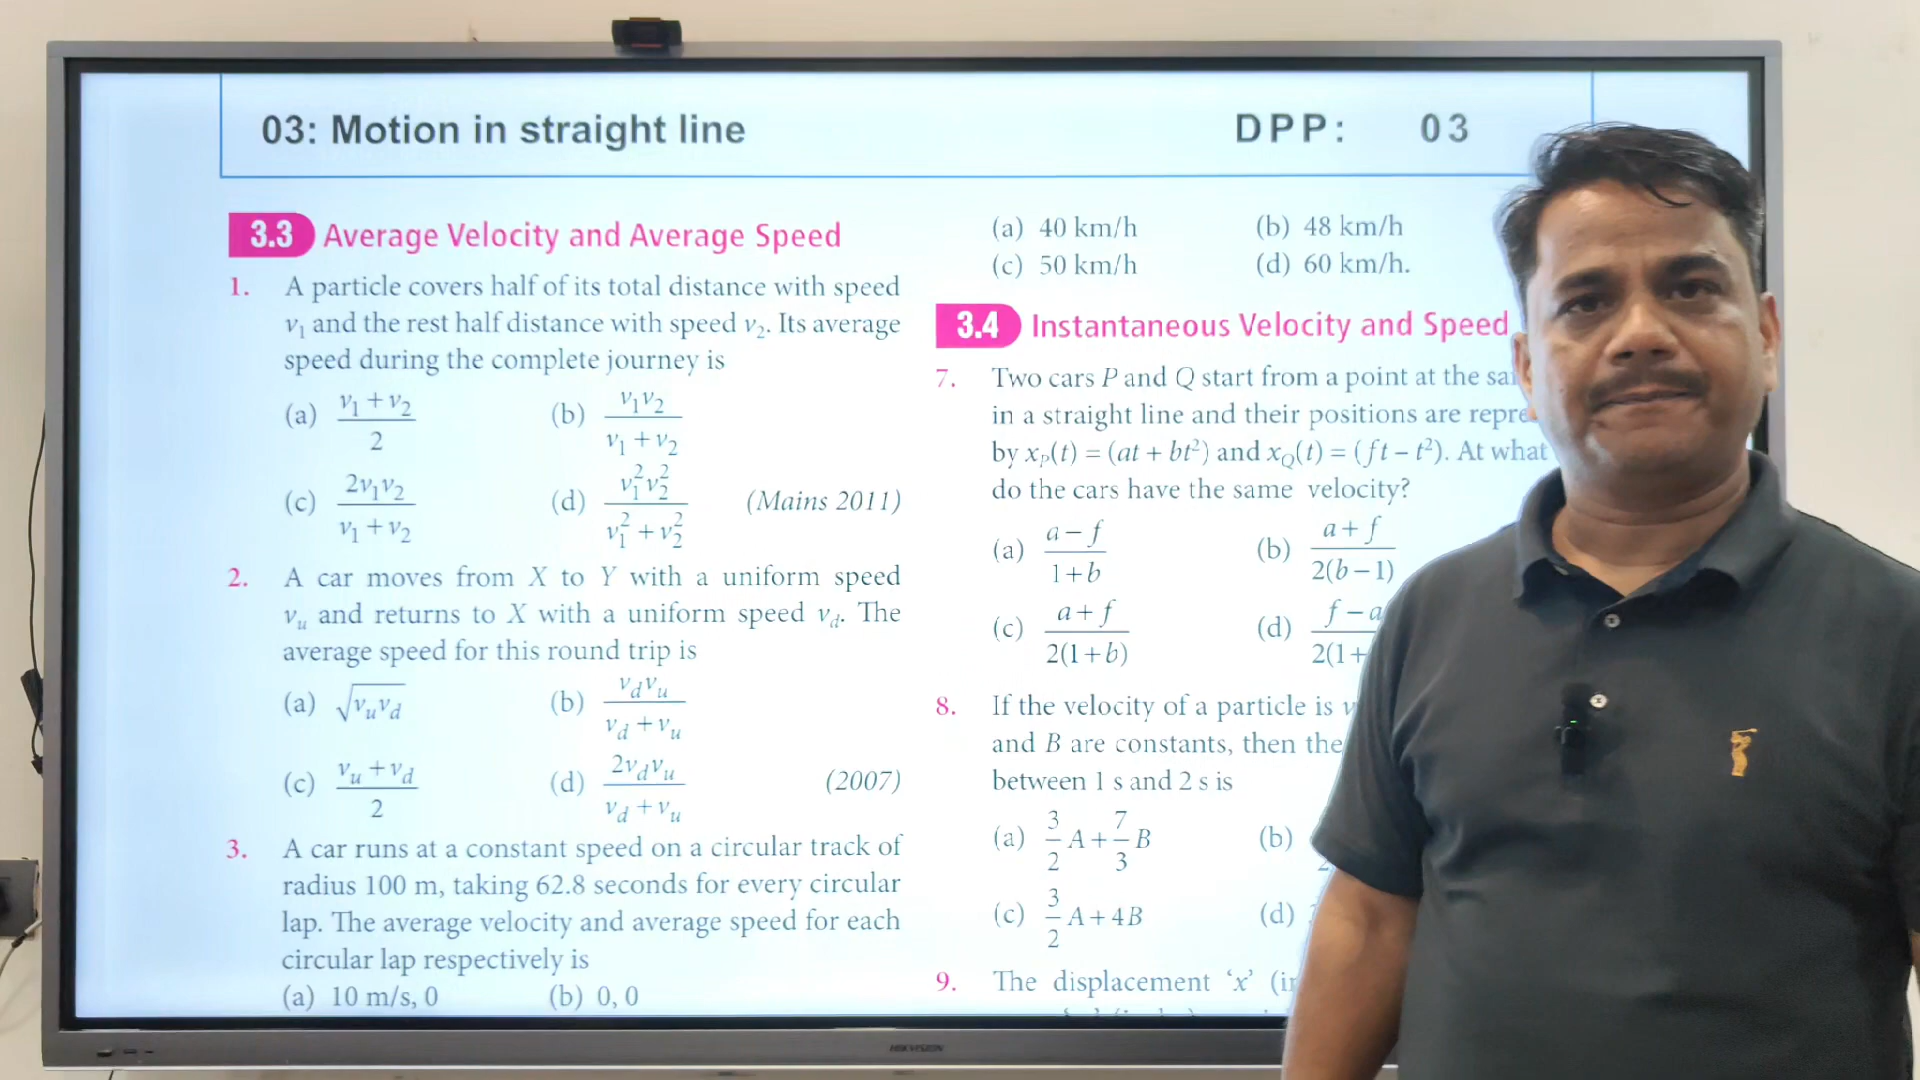 03: Motion in straight line
DPP: 03
3.3 Average Velocity and Average Speed
1. A particle covers half of its total distance with speed
v₁ and the rest half distance with speed v₂. Its average
speed during the complete journey is
(a) (v₁ + v₂)/2 (b) v₁v₂/(v₁ + v₂)
(c) 2v₁v₂/(v₁ + v₂) (d) v₁²v₂²/(v₁² + v₂²) (Mains 2011)
2. A car moves from X to Y with a uniform speed
vᵤ and returns to X with a uniform speed v_d. The
average speed for this round trip is
(a) √(vᵤv_d) (b) v_dvᵤ/(v_d + vᵤ)
(c) (vᵤ + v_d)/2 (d) 2v_dvᵤ/(v_d + vᵤ) (2007)
3. A car runs at a constant speed on a circular track of
radius 100 m, taking 62.8 seconds for every circular
lap. The average velocity and average speed for each
circular lap respectively is
(a) 10 m/s, 0 (b) 0, 0
(a) 40 km/h (b) 48 km/h
(c) 50 km/h (d) 60 km/h.
3.4 Instantaneous Velocity and Speed
7. Two cars P and Q start from a point at the
in a straight line and their positions are
by x_P(t) = (at + bt²) and x_Q(t) = (ft – t²). At what
do the cars have the same velocity?
(a) (a – f)/(1 + b) (b) (a + f)/(2(b – 1))
(c) (a + f)/(2(1 + b)) (d) f – a 2(1+
8. If the velocity of a particle is v
and B are constants, then the
between 1 s and 2 s is
(a) 3/2 A + 7/3 B (b)
(c) 3/2 A + 4B (d)
9. The displacement ‘x’
HIKVISION